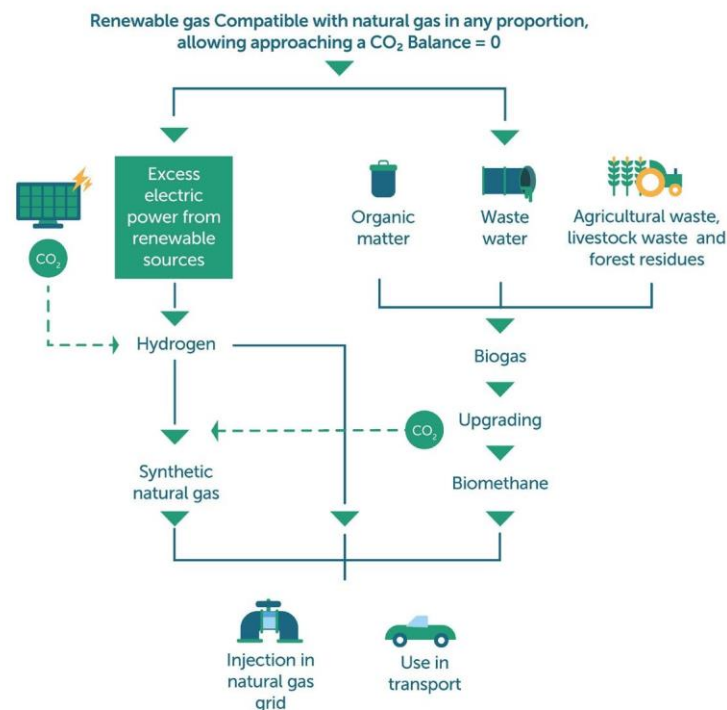 Renewable gas Compatible with natural gas in any proportion,
allowing approaching a CO₂ Balance = 0
Excess
electric
power from
renewable
sources
CO₂
Organic
matter
Waste
water
Agricultural waste,
livestock waste and
forest residues
Hydrogen
Biogas
CO₂
Upgrading
Synthetic
natural gas
Biomethane
Injection in
natural gas
grid
Use in
transport